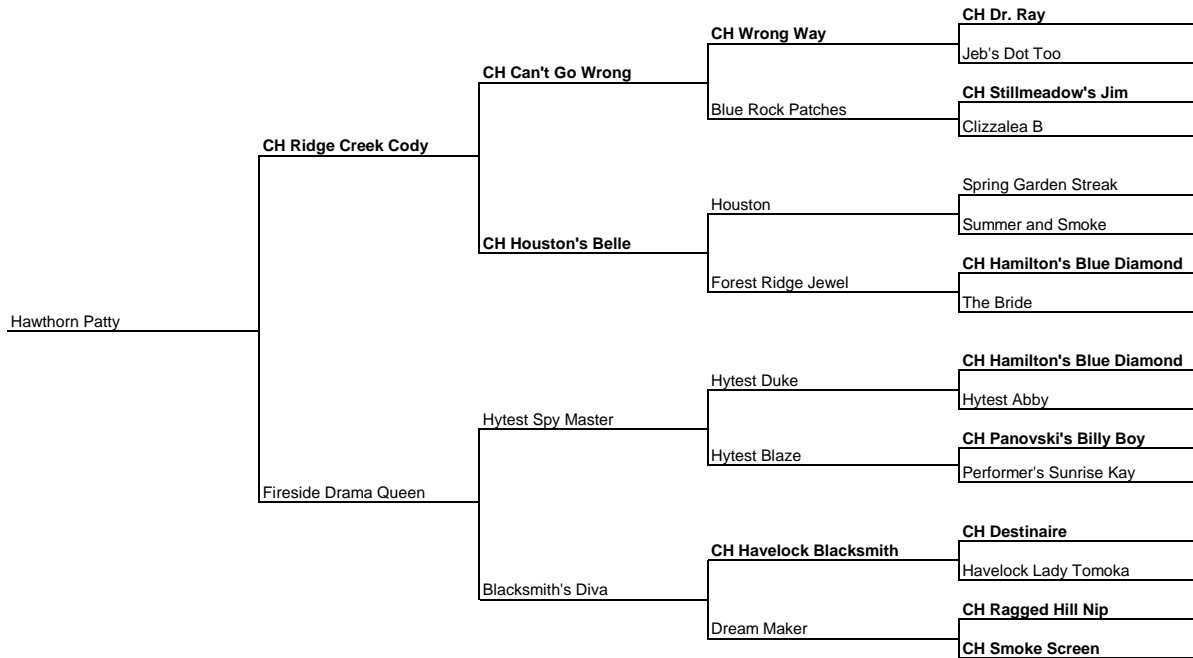 CH Dr. Ray
CH Wrong Way
Jeb's Dot Too
CH Can't Go Wrong
CH Stillmeadow's Jim
Blue Rock Patches
Clizzalea B
CH Ridge Creek Cody
Spring Garden Streak
Houston
Summer and Smoke
CH Houston's Belle
CH Hamilton's Blue Diamond
Forest Ridge Jewel
The Bride
Hawthorn Patty
CH Hamilton's Blue Diamond
Hytest Duke
Hytest Abby
Hytest Spy Master
CH Panovski's Billy Boy
Hytest Blaze
Performer's Sunrise Kay
Fireside Drama Queen
CH Destinaire
CH Havelock Blacksmith
Havelock Lady Tomoka
Blacksmith's Diva
CH Ragged Hill Nip
Dream Maker
CH Smoke Screen